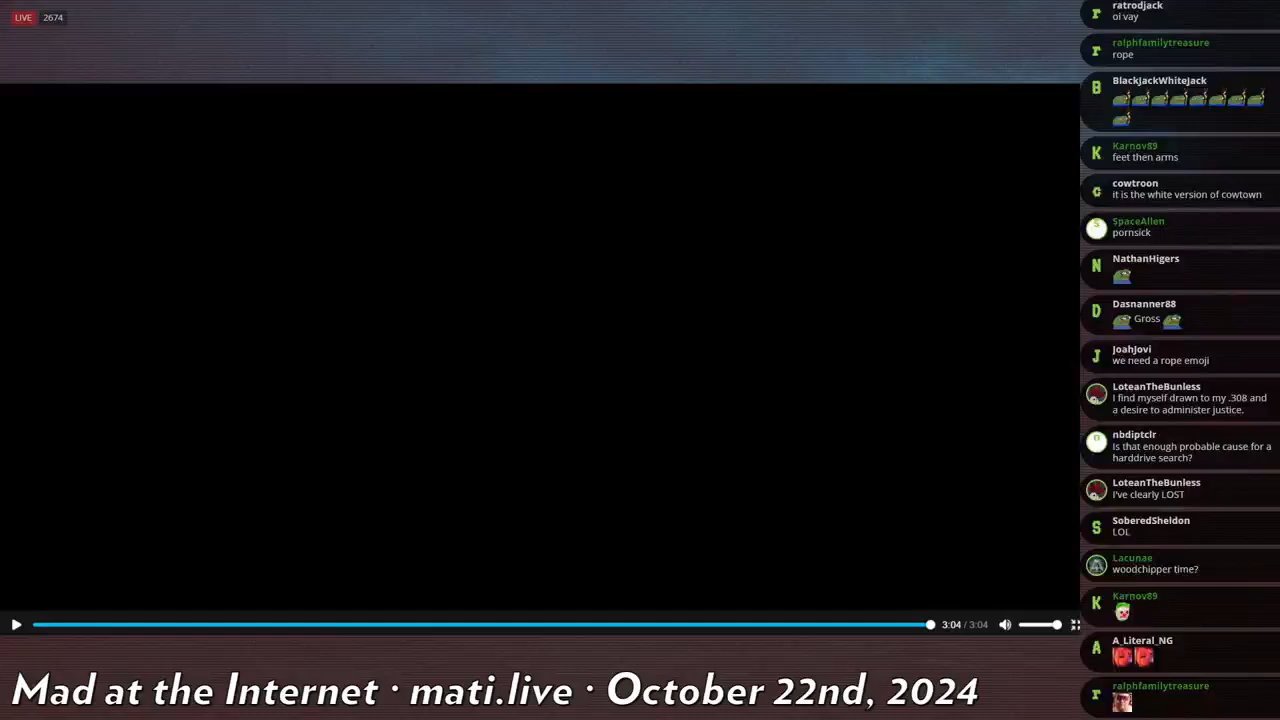 LIVE 2674
ratrodjack
oi vay
ralphfamilytreasure
rope
B
BlackJackWhiteJack
K
Karnov89
feet then arms
c
cowtroon
it is the white version of cowtown
S
SpaceAllen
pornsick
N
NathanHigers
D
Dasnanner88
Gross
J
JoahJovi
we need a rope emoji
LoteanTheBunless
I find myself drawn to my .308 and
a desire to administer justice.
n
nbdiptclr
Is that enough probable cause for a
harddrive search?
LoteanTheBunless
I've clearly LOST
S
SoberedSheldon
LOL
Lacunae
woodchipper time?
K
Karnov89
A
A_Literal_NG
r
ralphfamilytreasure
3:04 / 3:04
Mad at the Internet · mati.live · October 22nd, 2024